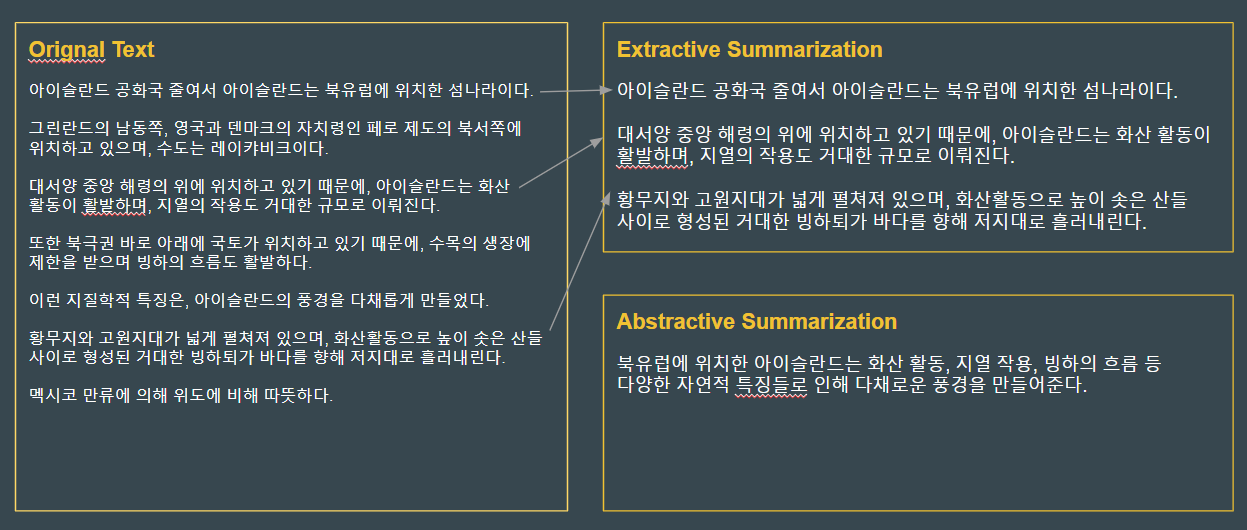 Orignal Text
아이슬란드 공화국 줄여서 아이슬란드는 북유럽에 위치한 섬나라이다.
그린란드의 남동쪽, 영국과 덴마크의 자치령인 페로 제도의 북서쪽에
위치하고 있으며, 수도는 레이캬비크이다.
대서양 중앙 해령의 위에 위치하고 있기 때문에, 아이슬란드는 화산
활동이 활발하며, 지열의 작용도 거대한 규모로 이뤄진다.
또한 북극권 바로 아래에 국토가 위치하고 있기 때문에, 수목의 생장에
제한을 받으며 빙하의 흐름도 활발하다.
이런 지질학적 특징은, 아이슬란드의 풍경을 다채롭게 만들었다.
황무지와 고원지대가 넓게 펼쳐져 있으며, 화산활동으로 높이 솟은 산들
사이로 형성된 거대한 빙하퇴가 바다를 향해 저지대로 흘러내린다.
멕시코 만류에 의해 위도에 비해 따뜻하다.
Extractive Summarization
아이슬란드 공화국 줄여서 아이슬란드는 북유럽에 위치한 섬나라이다.
대서양 중앙 해령의 위에 위치하고 있기 때문에, 아이슬란드는 화산 활동이
활발하며, 지열의 작용도 거대한 규모로 이뤄진다.
황무지와 고원지대가 넓게 펼쳐져 있으며, 화산활동으로 높이 솟은 산들
사이로 형성된 거대한 빙하퇴가 바다를 향해 저지대로 흘러내린다.
Abstractive Summarization
북유럽에 위치한 아이슬란드는 화산 활동, 지열 작용, 빙하의 흐름 등
다양한 자연적 특징들로 인해 다채로운 풍경을 만들어준다.